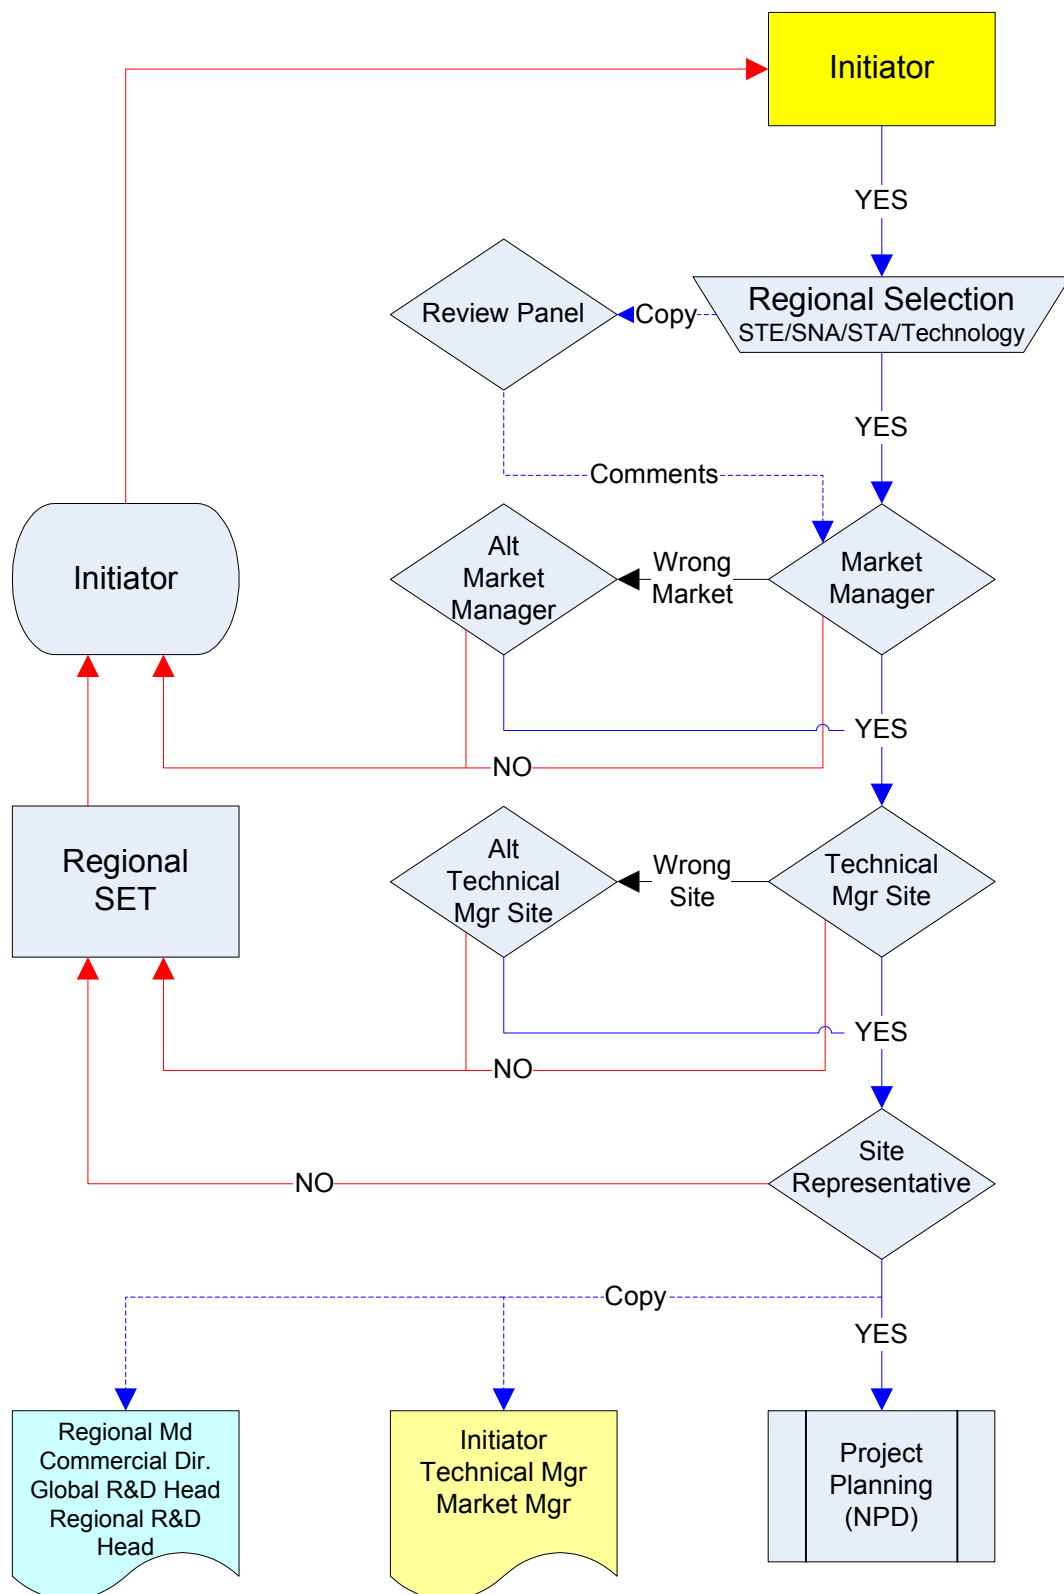 Initiator
YES
Regional Selection
STE/SNA/STA/Technology
Review Panel
Copy
YES
Comments
Initiator
Alt
Market
Manager
Wrong
Market
Market
Manager
YES
NO
Regional
SET
Alt
Technical
Mgr Site
Wrong
Site
Technical
Mgr Site
YES
NO
Site
Representative
NO
Copy
YES
Regional Md
Commercial Dir.
Global R&D Head
Regional R&D
Head
Initiator
Technical Mgr
Market Mgr
Project
Planning
(NPD)